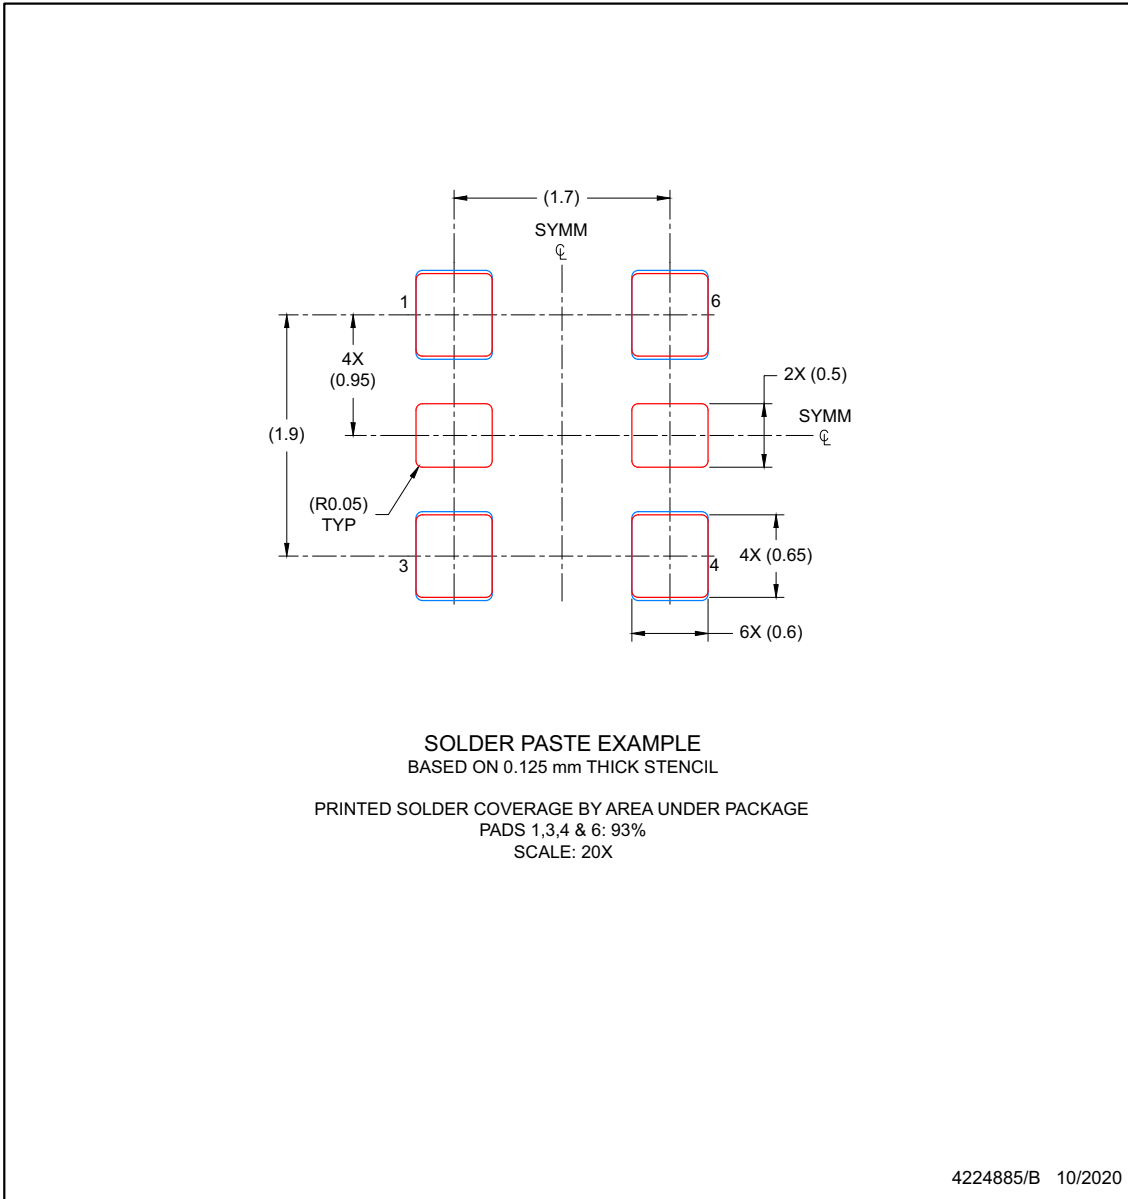 (1.7)
SYMM
℄
1
6
4X
(0.95)
2X (0.5)
SYMM
℄
(1.9)
(R0.05)
TYP
4X (0.65)
3
4
6X (0.6)
SOLDER PASTE EXAMPLE
BASED ON 0.125 mm THICK STENCIL
PRINTED SOLDER COVERAGE BY AREA UNDER PACKAGE
PADS 1,3,4 & 6: 93%
SCALE: 20X
4224885/B 10/2020